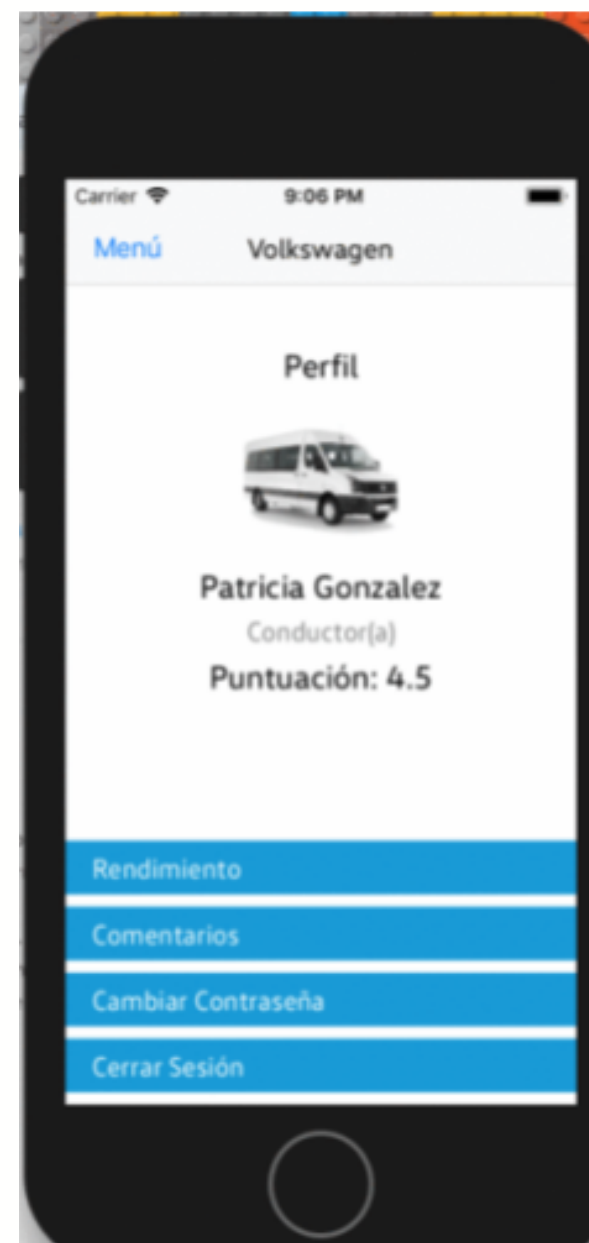 Carrier 9:06 PM
Menú Volkswagen
Perfil
Patricia Gonzalez
Conductor(a)
Puntuación: 4.5
Rendimiento
Comentarios
Cambiar Contraseña
Cerrar Sesión